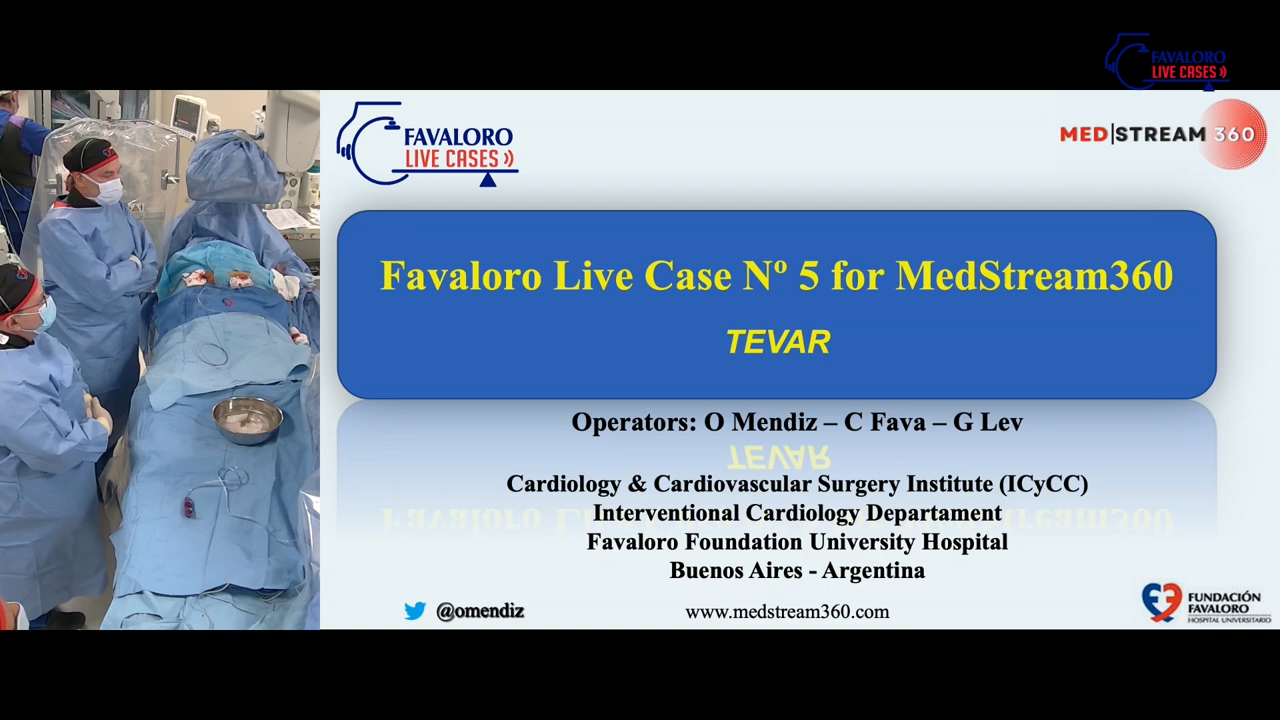 FAVALORO
LIVE CASES
FAVALORO
LIVE CASES
MED|STREAM 360
Favaloro Live Case Nº 5 for MedStream360
TEVAR
Operators: O Mendiz – C Fava – G Lev
Cardiology & Cardiovascular Surgery Institute (ICyCC)
Interventional Cardiology Departament
Favaloro Foundation University Hospital
Buenos Aires - Argentina
@omendiz
www.medstream360.com
FUNDACIÓN
FAVALORO
HOSPITAL UNIVERSITARIO